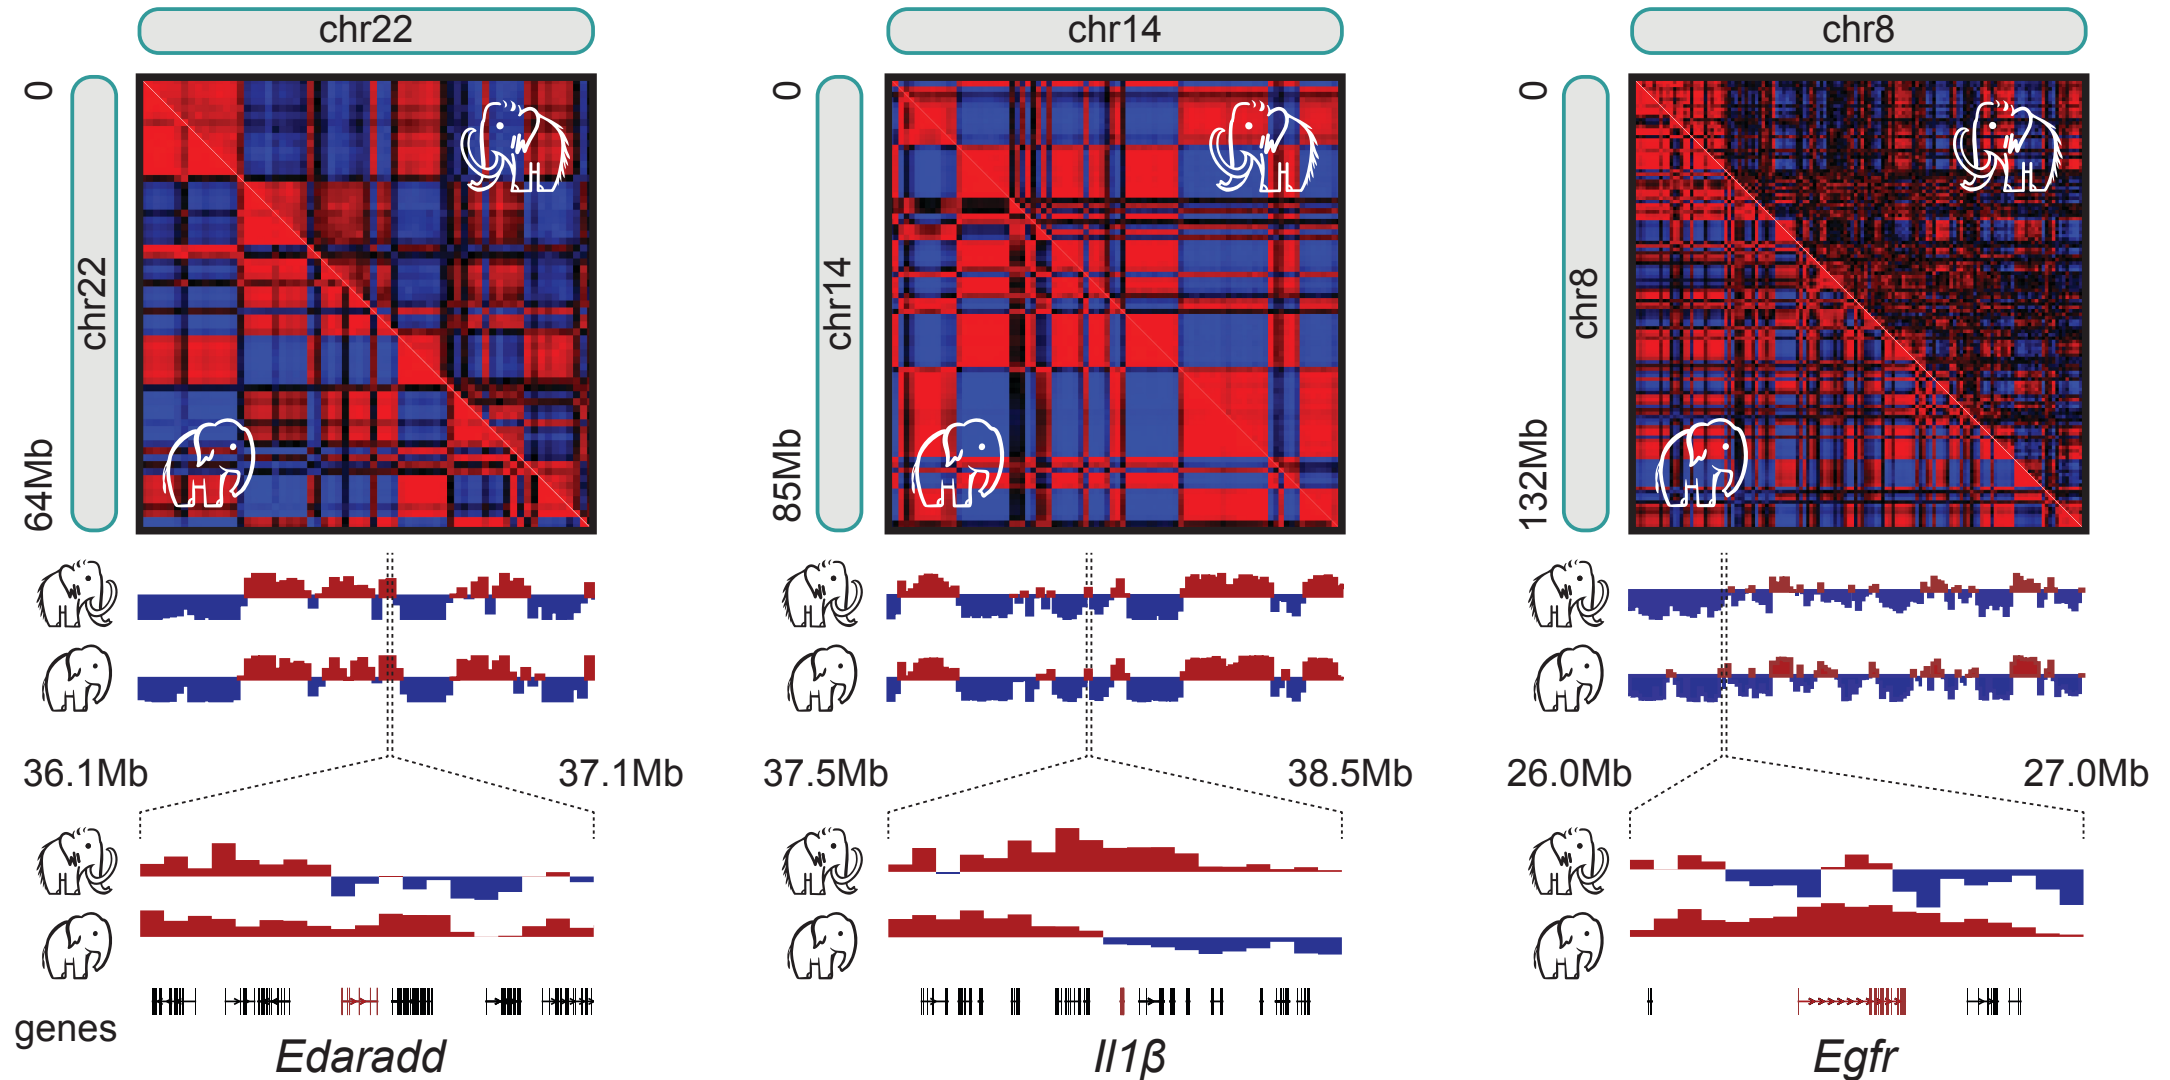 chr22
chr14
chr8
0
chr22
64Mb
0
chr14
85Mb
0
chr8
132Mb
36.1Mb
37.1Mb
37.5Mb
38.5Mb
26.0Mb
27.0Mb
genes
Edaradd
Il1β
Egfr